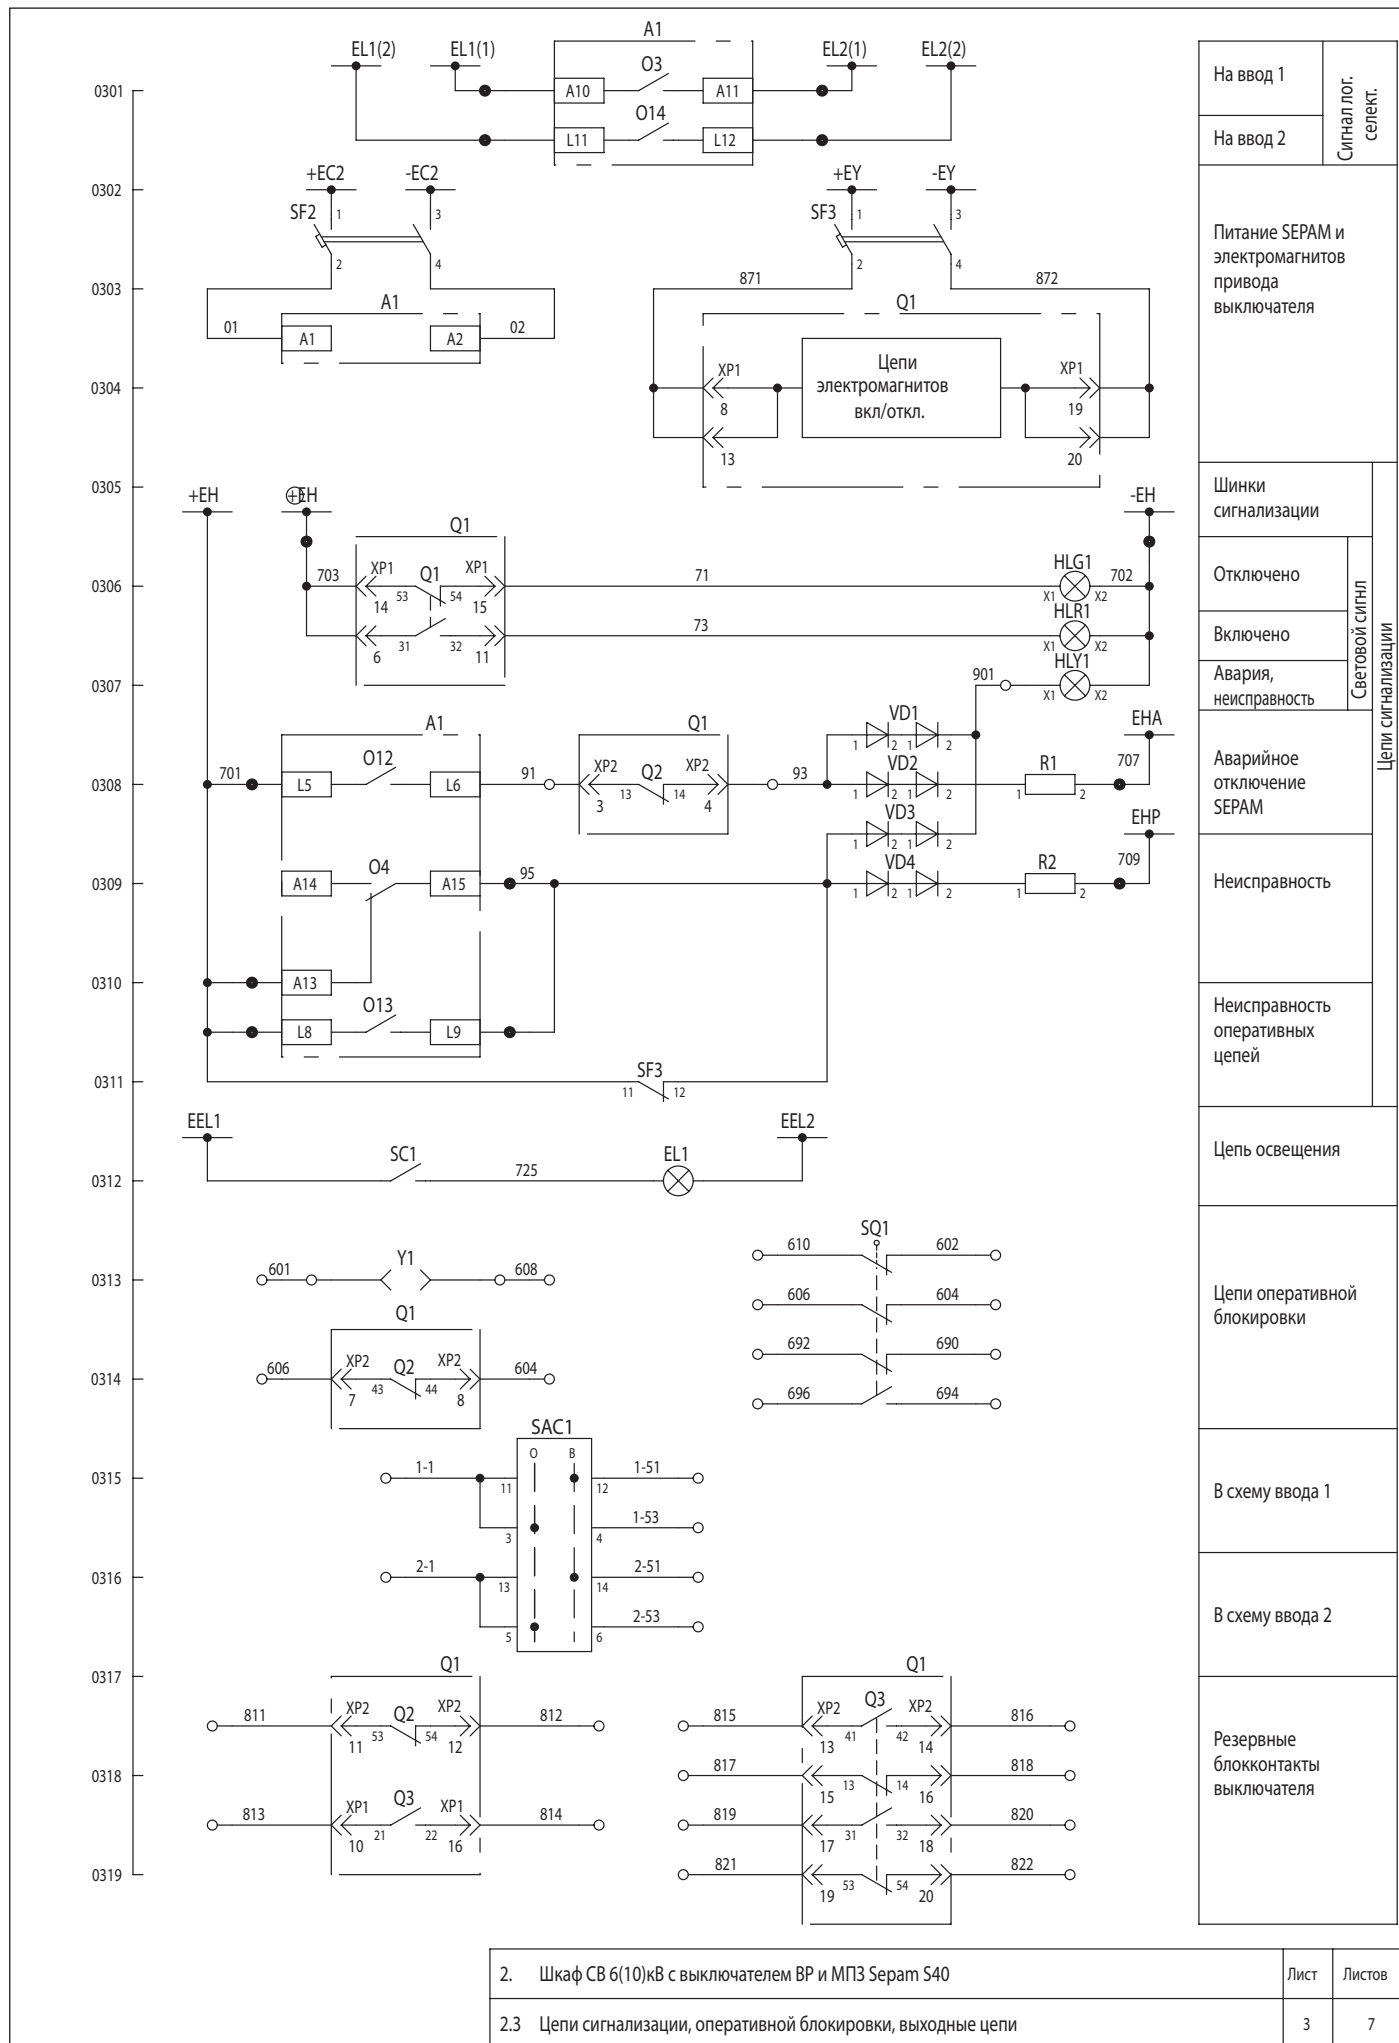 A1
EL1(2) EL1(1) EL2(1) EL2(2)
O3
0301 A10 A11
O14
L11 L12
На ввод 1
На ввод 2
Сигнал лог.
селект.
0302 +EC2 -EC2 +EY -EY
SF2 1 3 SF3 1 3
2 4 2 4
0303 871 872
A1 Q1
01 A1 A2 02
Питание SEPAM и
электромагнитов
привода
выключателя
0304 XP1 Цепи XP1
электромагнитов
8 вкл/откл. 19
13 20
0305
+EH +EH -EH
Шинки
сигнализации
Q1
0306 703 XP1 Q1 XP1 71 HLG1 702
14 53 54 15 X1 X2
73 HLR1
6 31 32 11 X1 X2
0307 901 HLY1
X1 X2
Отключено
Включено
Авария,
неисправность
Световой сигнл
Цепи сигнализации
A1 Q1 VD1 EHA
1 2 1 2
0308 701 L5 O12 L6 91 XP2 Q2 XP2 93 VD2 R1 707
3 13 14 4 1 2 1 2 1 2
VD3 EHP
1 2 1 2
0309 A14 O4 A15 95 VD4 R2 709
1 2 1 2 1 2
Аварийное
отключение
SEPAM
Неисправность
0310 A13
O13
L8 L9
Неисправность
оперативных
цепей
0311 SF3
11 12
EEL1 EEL2
SC1 EL1
0312 725
Цепь освещения
SQ1
610 602
0313 601 Y1 608
606 604
Q1
692 690
0314 606 XP2 Q2 XP2 604
7 43 44 8
696 694
Цепи оперативной
блокировки
SAC1
O B
0315 1-1 11 12 1-51
3 4 1-53
0316 2-1 13 14 2-51
5 6 2-53
В схему ввода 1
В схему ввода 2
0317 Q1 Q1
811 XP2 Q2 XP2 812 815 XP2 Q3 XP2 816
11 53 54 12 13 41 42 14
0318 817 818
15 13 14 16
813 XP1 Q3 XP1 814 819 820
10 21 22 16 17 31 32 18
0319 821 822
19 53 54 20
Резервные
блокконтакты
выключателя
2. Шкаф СВ 6(10)кВ с выключателем ВР и МПЗ Sepam S40 Лист Листов
2.3 Цепи сигнализации, оперативной блокировки, выходные цепи 3 7